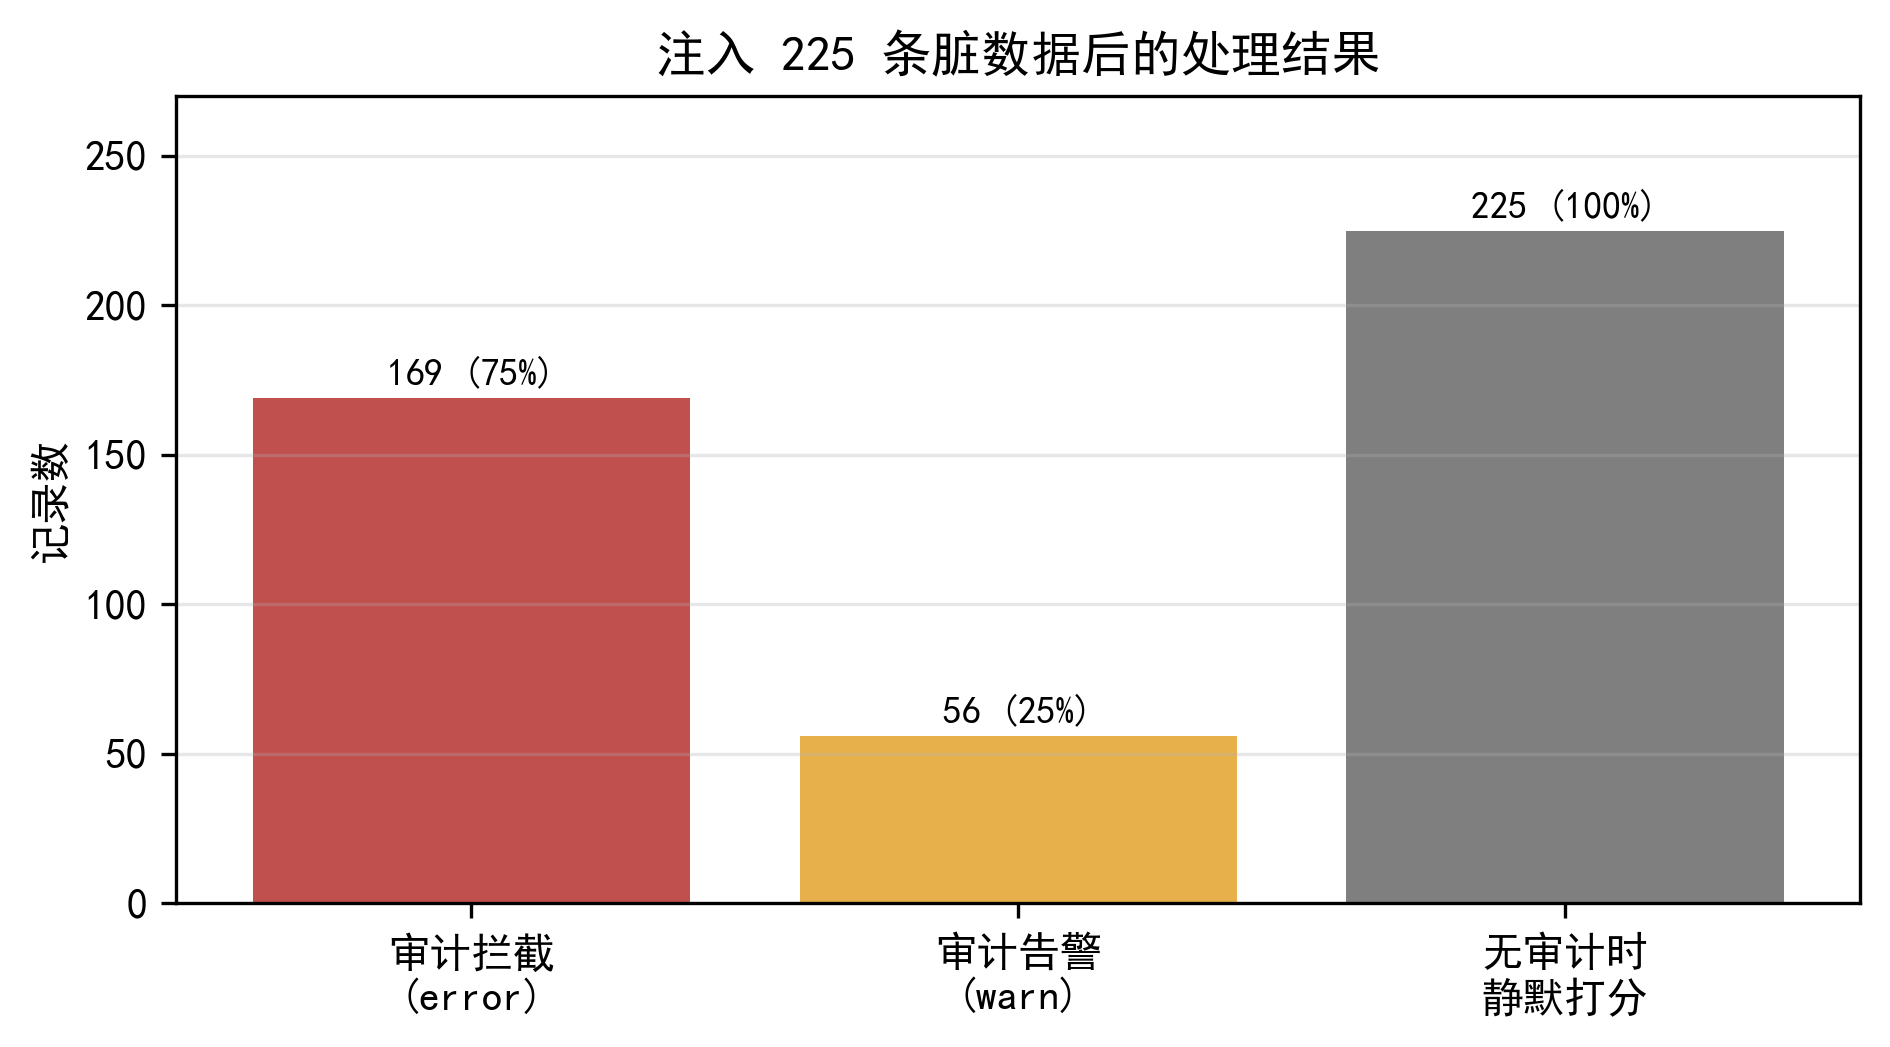 注入 225 条脏数据后的处理结果
记录数
250
200
150
100
50
0
169 (75%)
56 (25%)
225 (100%)
审计拦截
(error)
审计告警
(warn)
无审计时
静默打分